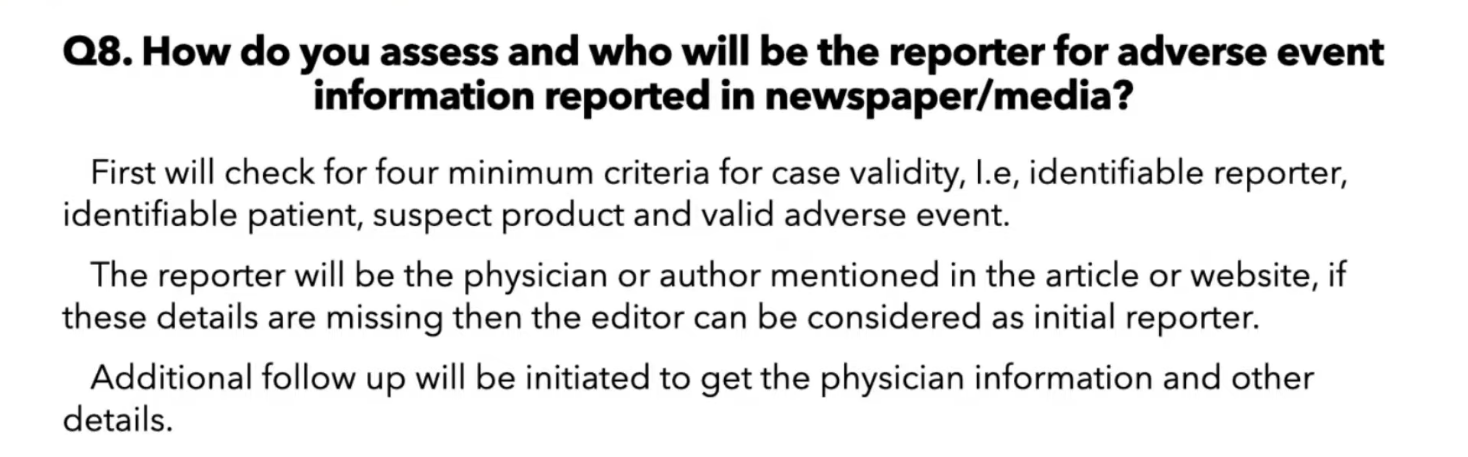 Q8. How do you assess and who will be the reporter for adverse event
information reported in newspaper/media?
First will check for four minimum criteria for case validity, I.e, identifiable reporter,
identifiable patient, suspect product and valid adverse event.
The reporter will be the physician or author mentioned in the article or website, if
these details are missing then the editor can be considered as initial reporter.
Additional follow up will be initiated to get the physician information and other
details.